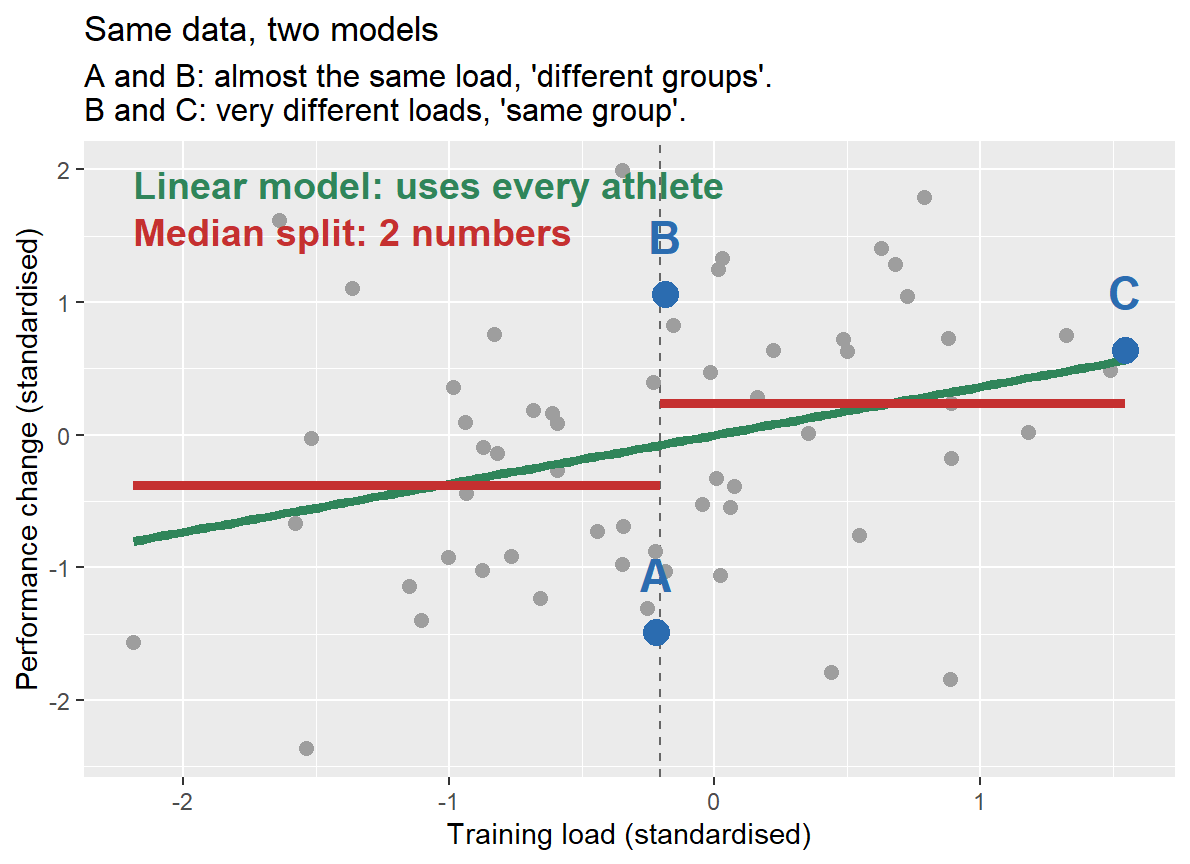 Same data, two models
A and B: almost the same load, 'different groups'.
B and C: very different loads, 'same group'.
Linear model: uses every athlete
Median split: 2 numbers
B
C
A
2
1
0
-1
-2
Performance change (standardised)
-2
-1
0
1
Training load (standardised)